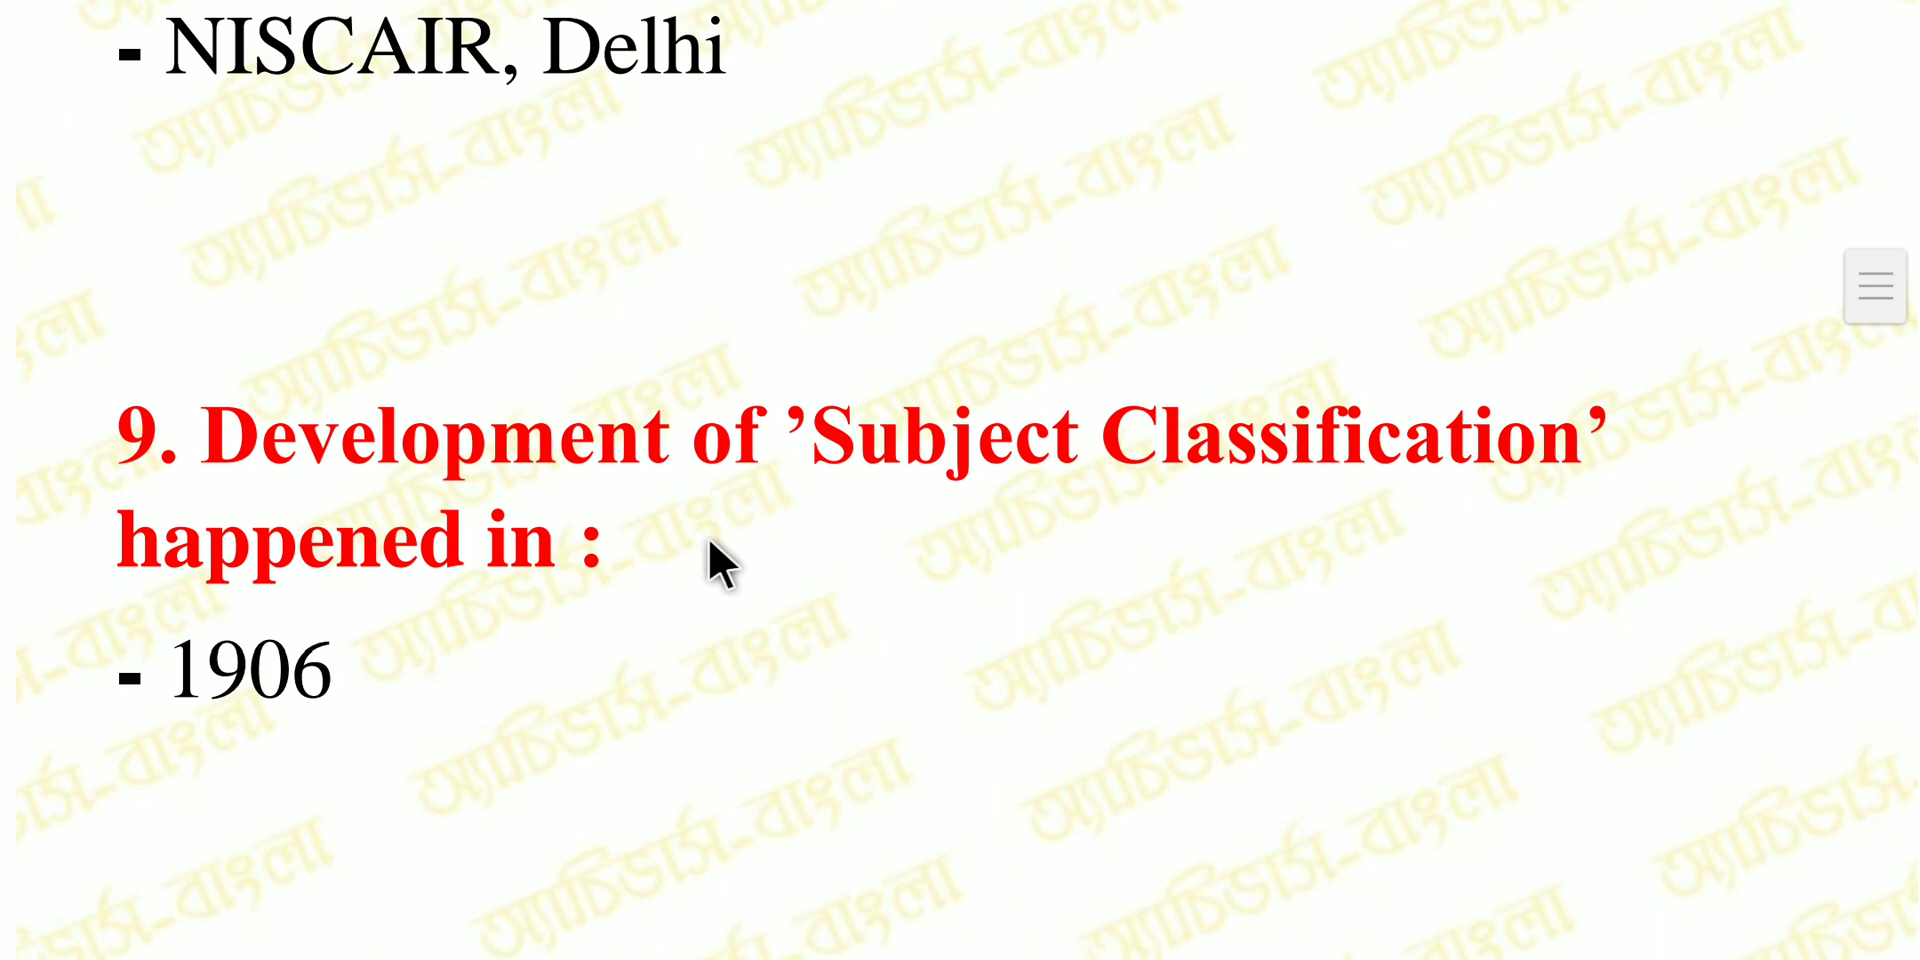 - NISCAIR, Delhi
9. Development of ’Subject Classification’
happened in :
- 1906